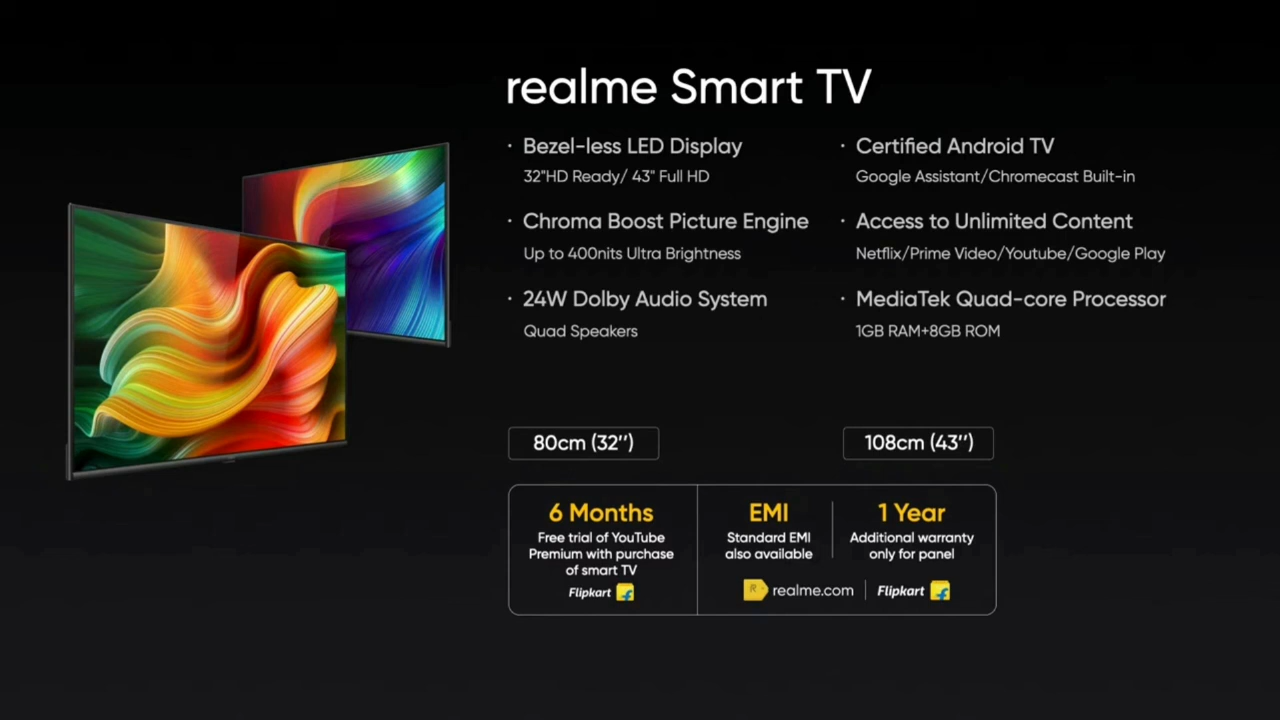 realme Smart TV
· Bezel-less LED Display
32"HD Ready/ 43" Full HD
· Chroma Boost Picture Engine
Up to 400nits Ultra Brightness
· 24W Dolby Audio System
Quad Speakers
· Certified Android TV
Google Assistant/Chromecast Built-in
· Access to Unlimited Content
Netflix/Prime Video/Youtube/Google Play
· MediaTek Quad-core Processor
1GB RAM+8GB ROM
80cm (32’’)
108cm (43’’)
6 Months
Free trial of YouTube
Premium with purchase
of smart TV
Flipkart
EMI
Standard EMI
also available
1 Year
Additional warranty
only for panel
R realme.com
Flipkart